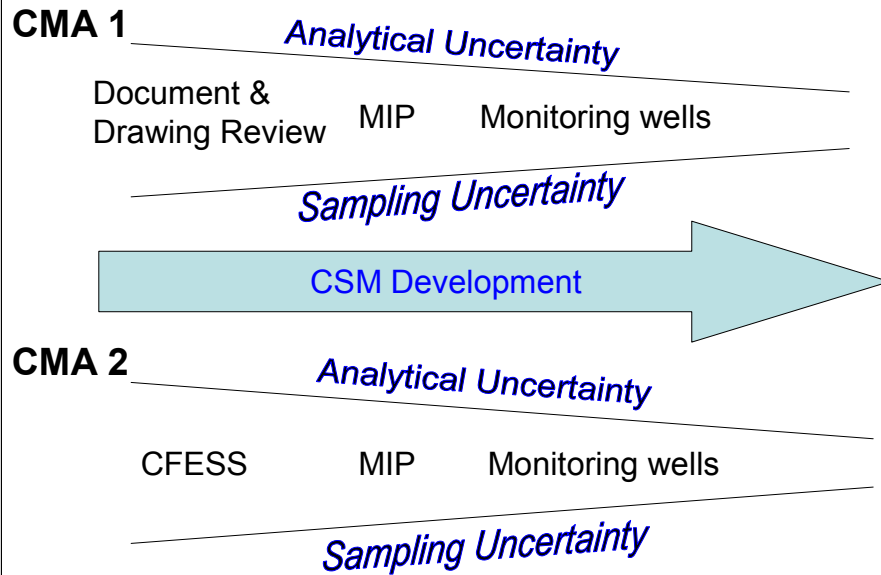 CMA 1
Analytical Uncertainty
Document &
Drawing Review
MIP
Monitoring wells
Sampling Uncertainty
CSM Development
CMA 2
Analytical Uncertainty
CFESS
MIP
Monitoring wells
Sampling Uncertainty